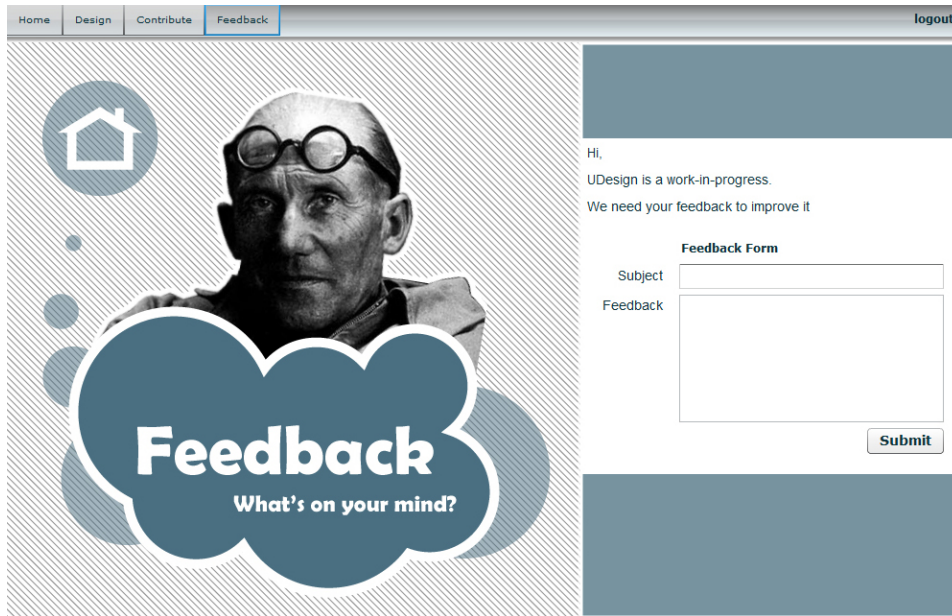 Home Design Contribute Feedback logout
Hi,
UDesign is a work-in-progress.
We need your feedback to improve it
Feedback Form
Subject
Feedback
Submit
Feedback
What's on your mind?